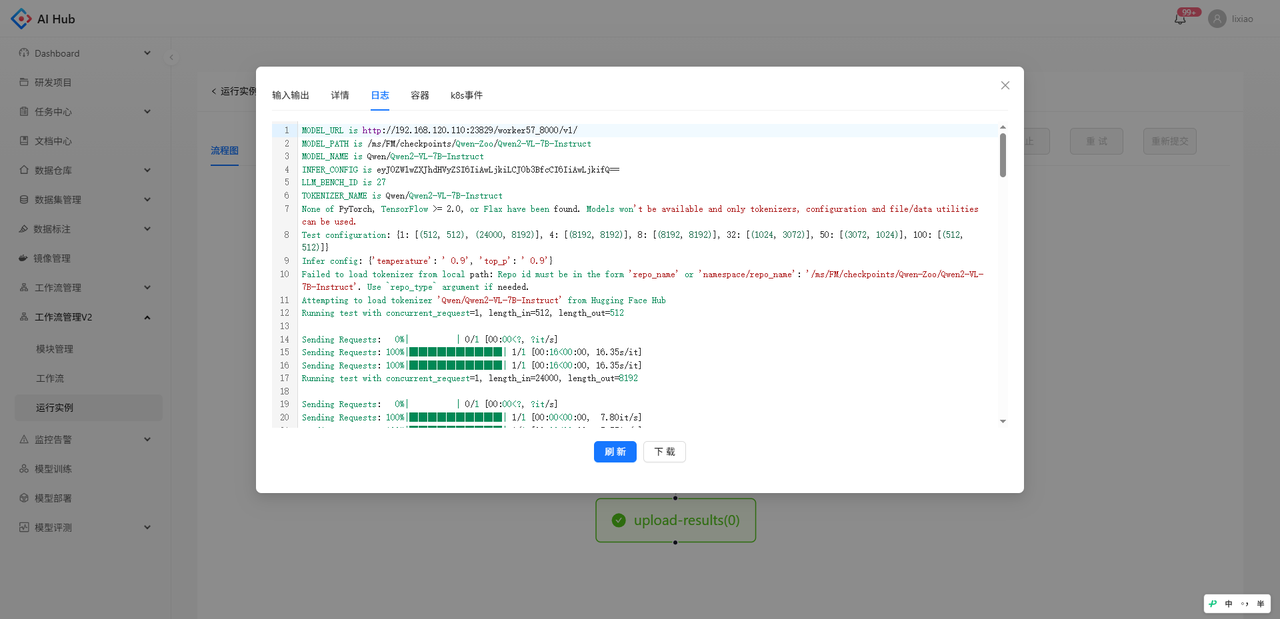 AI Hub
99+
lixiao
Dashboard
研发项目
任务中心
文档中心
数据仓库
数据集管理
数据标注
镜像管理
工作流管理
工作流管理V2
模块管理
工作流
运行实例
监控告警
模型训练
模型部署
模型评测
运行实例
流程图
止
重 试
重新提交
输入输出 详情 日志 容器 k8s事件
1 MODEL_URL is http://192.168.120.110:23829/worker57_8000/v1/
2 MODEL_PATH is /ms/FM/checkpoints/Qwen-Zoo/Qwen2-VL-7B-Instruct
3 MODEL_NAME is Qwen/Qwen2-VL-7B-Instruct
4 INFER_CONFIG is eyJ0ZW1wZXJhdHVyZSI6IiAwLjkiLCJ0b3BfcCI6IiAwLjkifQ==
5 LLM_BENCH_ID is 27
6 TOKENIZER_NAME is Qwen/Qwen2-VL-7B-Instruct
7 None of PyTorch, TensorFlow >= 2.0, or Flax have been found. Models won't be available and only tokenizers, configuration and file/data utilities
can be used.
8 Test configuration: {1: [(512, 512), (24000, 8192)], 4: [(8192, 8192)], 8: [(8192, 8192)], 32: [(1024, 3072)], 50: [(3072, 1024)], 100: [(512,
512)]}
9 Infer config: {'temperature': ' 0.9', 'top_p': ' 0.9'}
10 Failed to load tokenizer from local path: Repo id must be in the form 'repo_name' or 'namespace/repo_name': '/ms/FM/checkpoints/Qwen-Zoo/Qwen2-VL-
7B-Instruct'. Use `repo_type` argument if needed.
11 Attempting to load tokenizer 'Qwen/Qwen2-VL-7B-Instruct' from Hugging Face Hub
12 Running test with concurrent_request=1, length_in=512, length_out=512
13
14 Sending Requests:   0%|          | 0/1 [00:00<?, ?it/s]
15 Sending Requests: 100%|██████████| 1/1 [00:16<00:00, 16.35s/it]
16 Sending Requests: 100%|██████████| 1/1 [00:16<00:00, 16.35s/it]
17 Running test with concurrent_request=1, length_in=24000, length_out=8192
18
19 Sending Requests:   0%|          | 0/1 [00:00<?, ?it/s]
20 Sending Requests: 100%|██████████| 1/1 [00:00<00:00,  7.80it/s]
刷 新 下 载
upload-results(0)
中 半